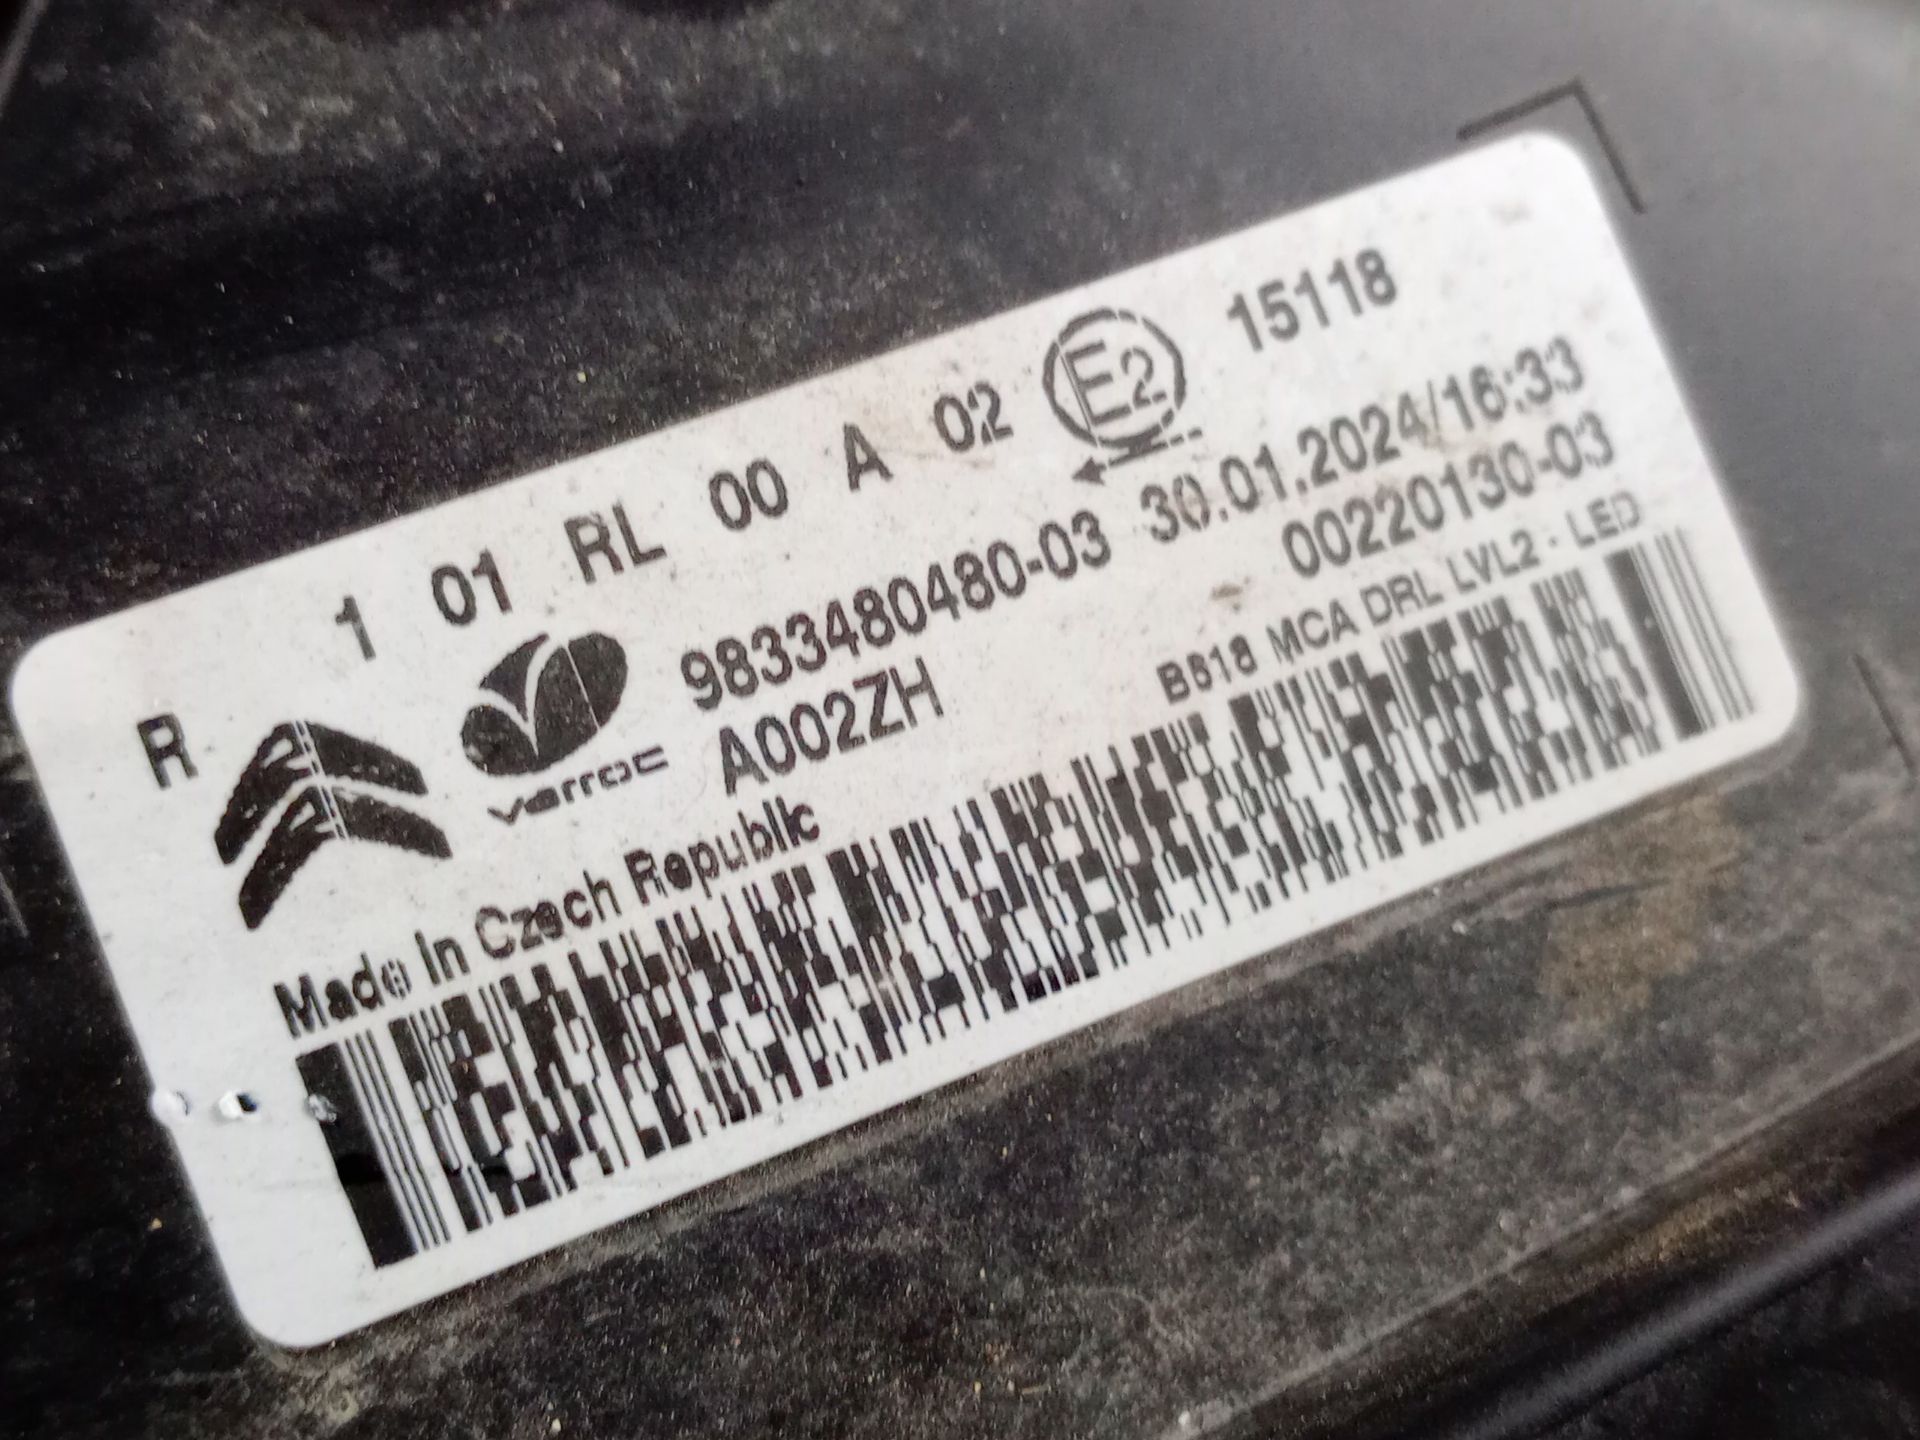 1 01 RL 00 A 02 E2 15118
R
varroc
9833480480-03 30.01.2024/16:33
A002ZH
00220130-03
B618 MCA DRL LVL2 - LED
Made In Czech Republic